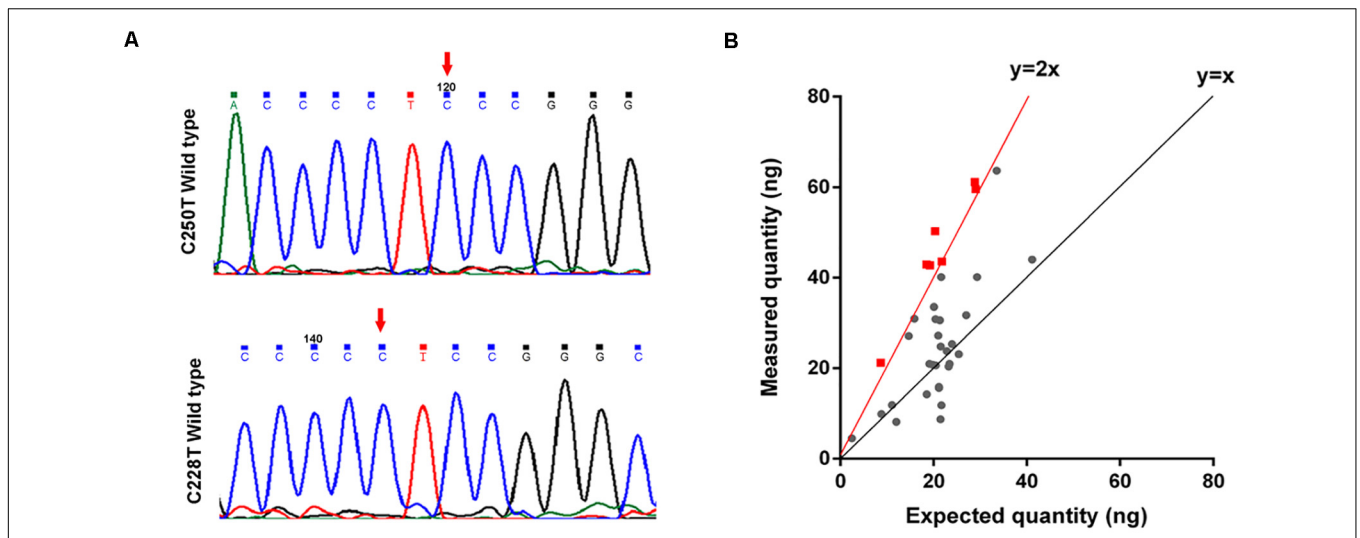 A
B
C250T Wild type
120
A C C C C T C C C G G G
C228T Wild type
140
C C C C C T C C G G G C
y=2x
y=x
Measured quantity (ng)
80
60
40
20
0
0 20 40 60 80
Expected quantity (ng)